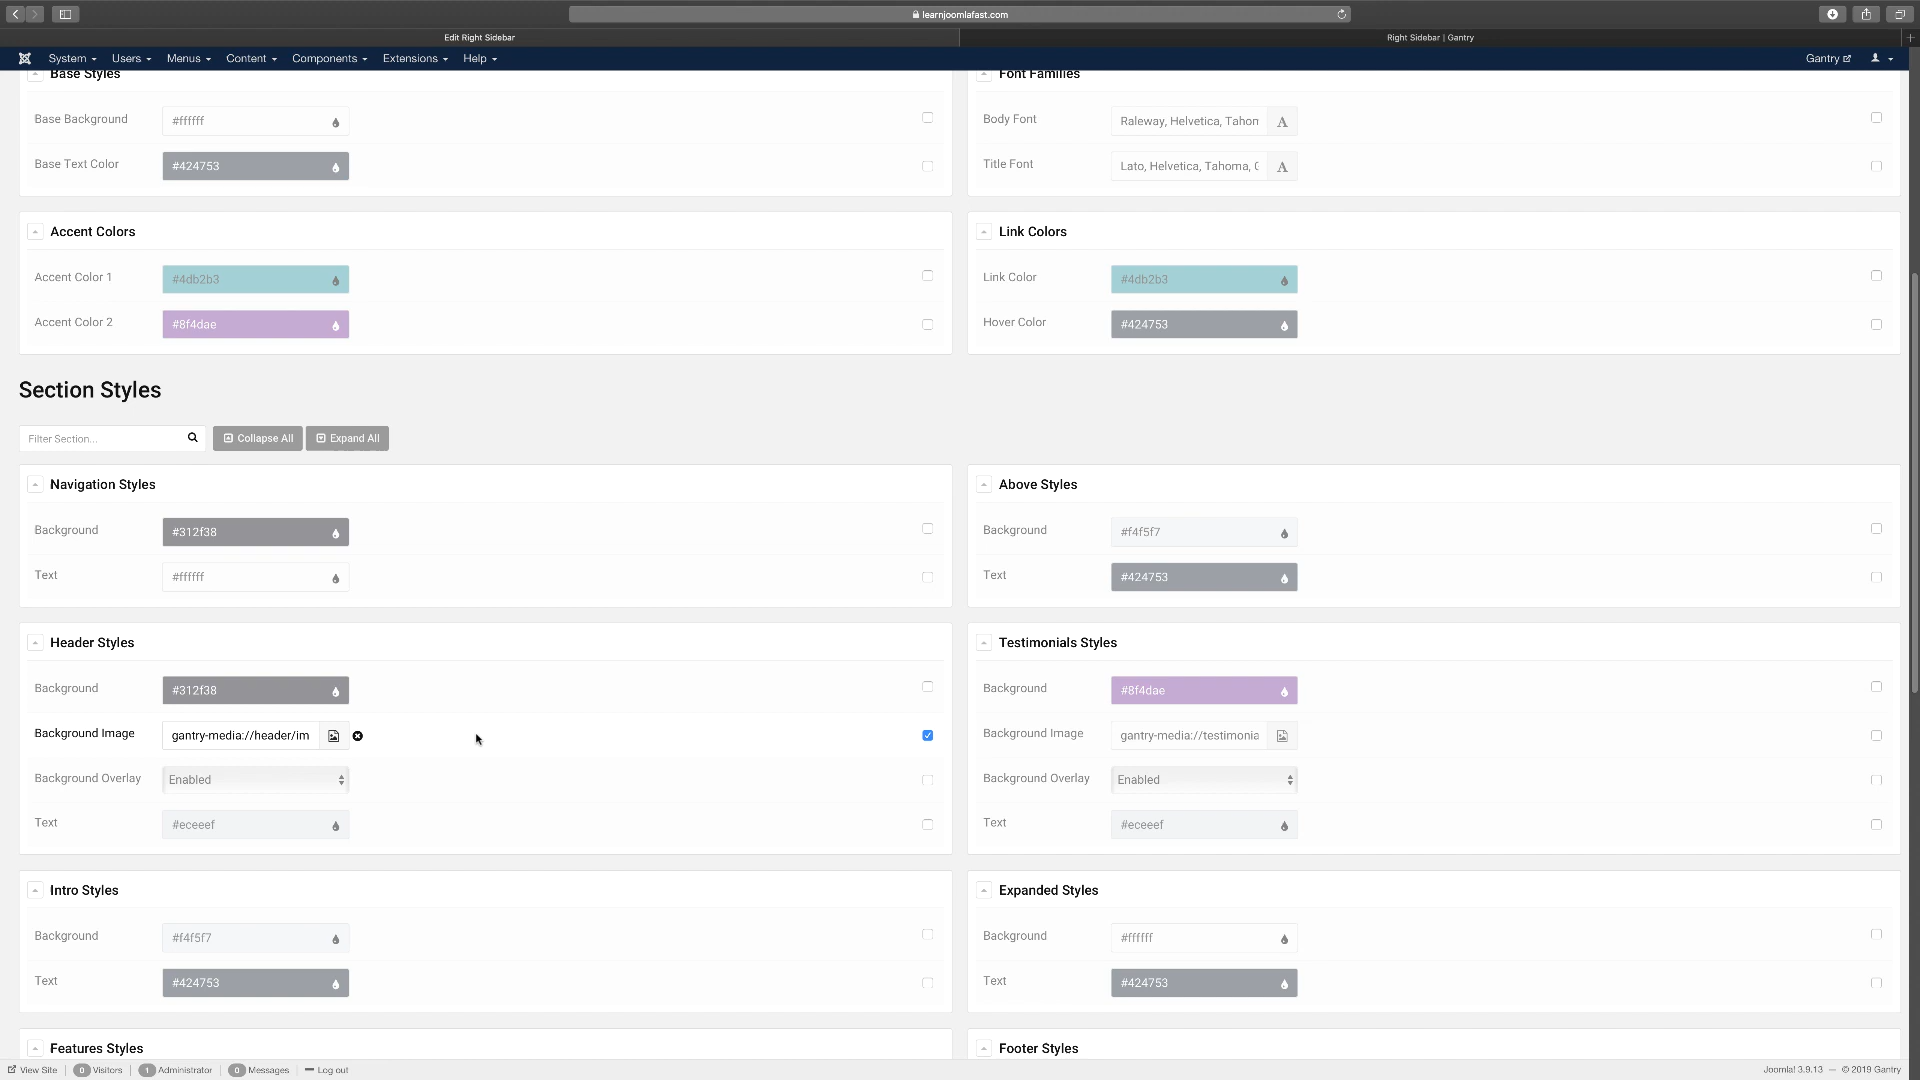 learnjoomlafast.com
Edit Right Sidebar
Right Sidebar | Gantry
System Users Menus Content Components Extensions Help Gantry
Base Styles
Base Background #ffffff
Base Text Color #424753
Font Families
Body Font Raleway, Helvetica, Tahon A
Title Font Lato, Helvetica, Tahoma, A
Accent Colors
Accent Color 1 #4db2b3
Accent Color 2 #8f4dae
Link Colors
Link Color #4db2b3
Hover Color #424753
Section Styles
Filter Section... Collapse All Expand All
Navigation Styles
Background #312f38
Text #ffffff
Above Styles
Background #f4f5f7
Text #424753
Header Styles
Background #312f38
Background Image gantry-media://header/im
Background Overlay Enabled
Text #eceeef
Testimonials Styles
Background #8f4dae
Background Image gantry-media://testimonia
Background Overlay Enabled
Text #eceeef
Intro Styles
Background #f4f5f7
Text #424753
Expanded Styles
Background #ffffff
Text #424753
Features Styles
Footer Styles
View Site 0 Visitors 1 Administrator 0 Messages Log out
Joomla! 3.9.13 — © 2019 Gantry